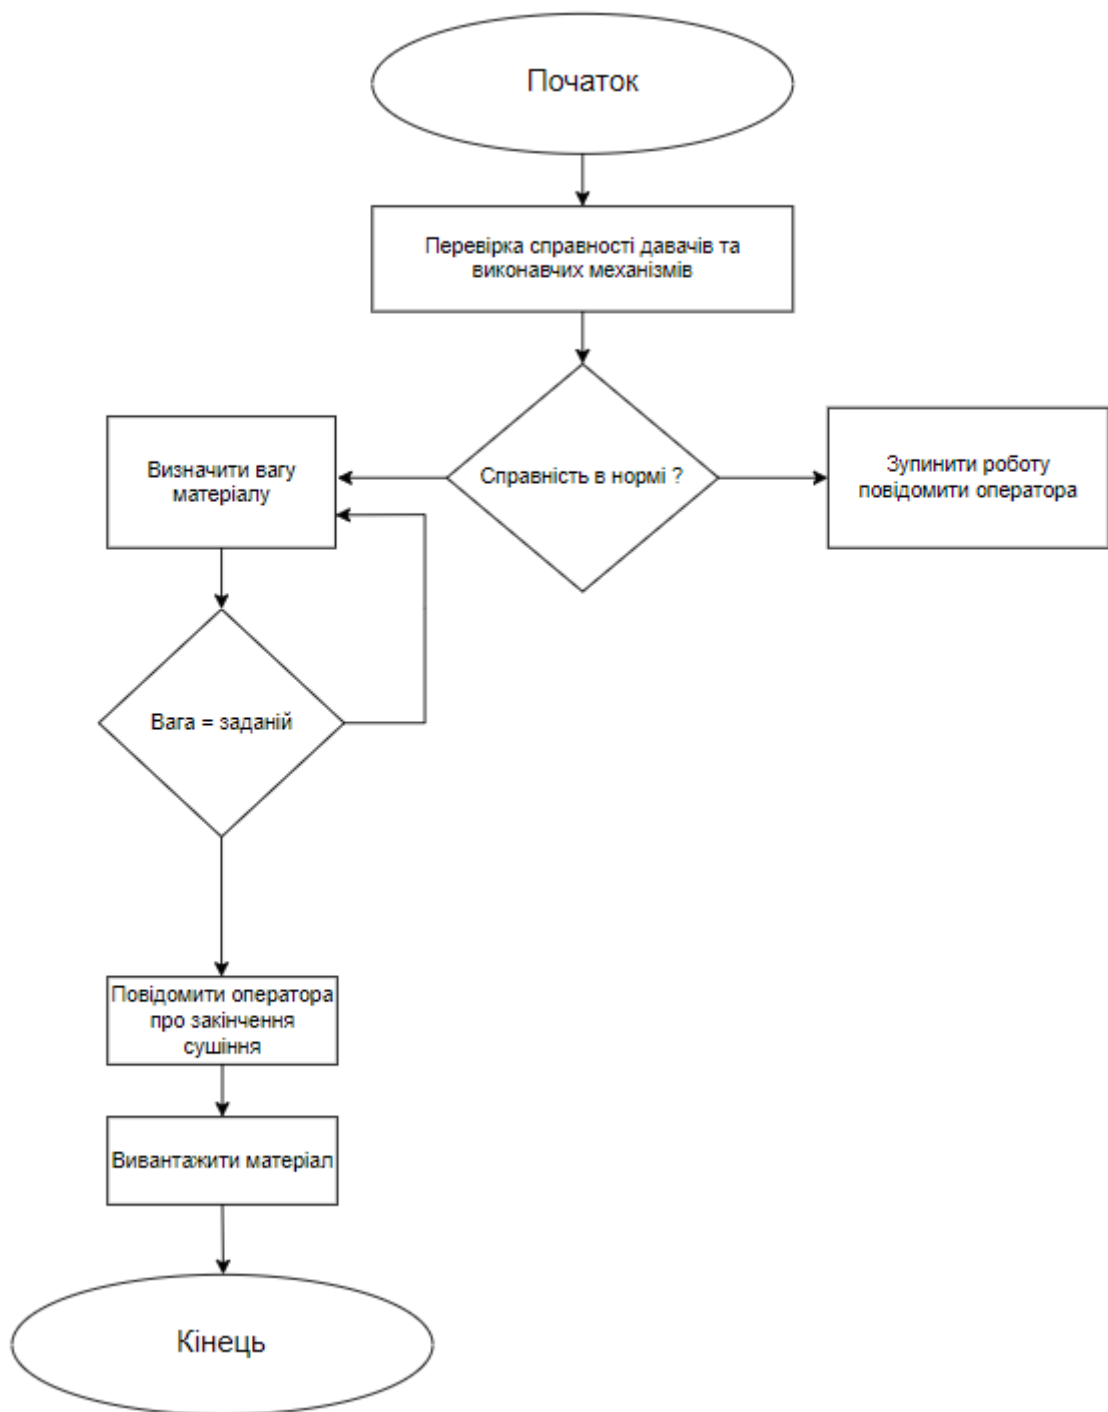 Початок
Перевірка справності давачів та
виконавчих механізмів
Справність в нормі ?
Визначити вагу
матеріалу
Зупинити роботу
повідомити оператора
Вага = заданій
Повідомити оператора
про закінчення
сушіння
Вивантажити матеріал
Кінець